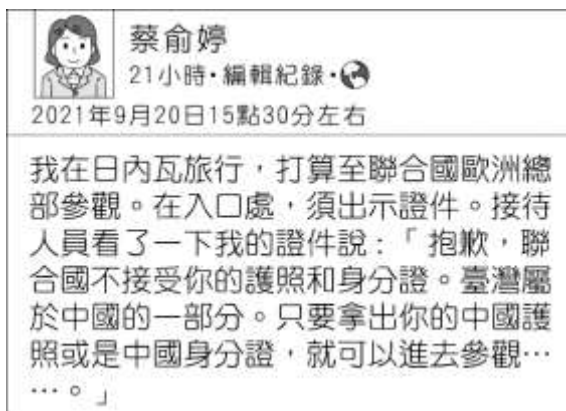 蔡俞婷
21小時·編輯紀錄·
2021年9月20日15點30分左右
我在日內瓦旅行，打算至聯合國歐洲總
部參觀。在入口處，須出示證件。接待
人員看了一下我的證件說：「抱歉，聯
合國不接受你的護照和身分證。臺灣屬
於中國的一部分。只要拿出你的中國護
照或是中國身分證，就可以進去參觀…
…。」